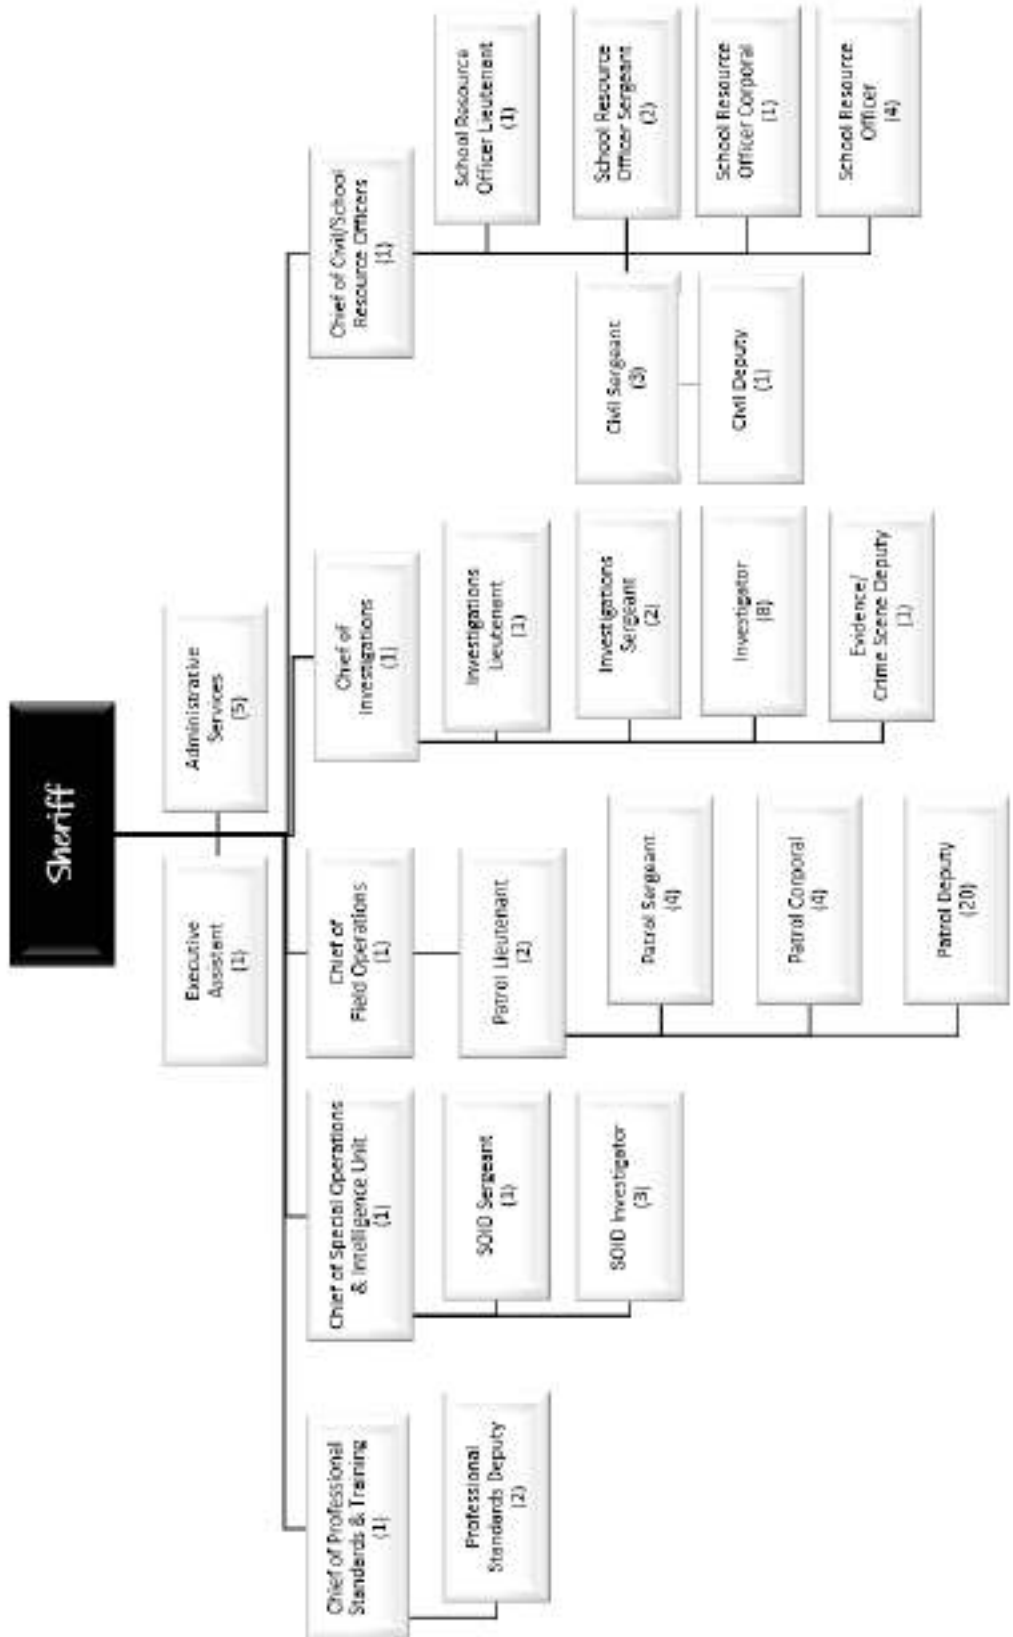 Sheriff
Executive
Assistant
(1)
Administrative
Services
(5)
Chief of Professional
Standards & Training
(1)
Professional
Standards Deputy
(2)
Chief of Special Operations
& Intelligence Unit
(1)
SOID Sergeant
(1)
SOID Investigator
(3)
Chief of
Field Operations
(1)
Patrol Lieutenant
(2)
Patrol Sergeant
(4)
Patrol Corporal
(4)
Patrol Deputy
(20)
Chief of
Investigations
(1)
Investigations
Lieutenant
(1)
Investigations
Sergeant
(2)
Investigator
(8)
Evidence/
Crime Scene Deputy
(1)
Chief of Civil/School
Resource Officers
(1)
Civil Sergeant
(3)
Civil Deputy
(1)
School Resource
Officer Lieutenant
(1)
School Resource
Officer Sergeant
(2)
School Resource
Officer Corporal
(1)
School Resource
Officer
(4)